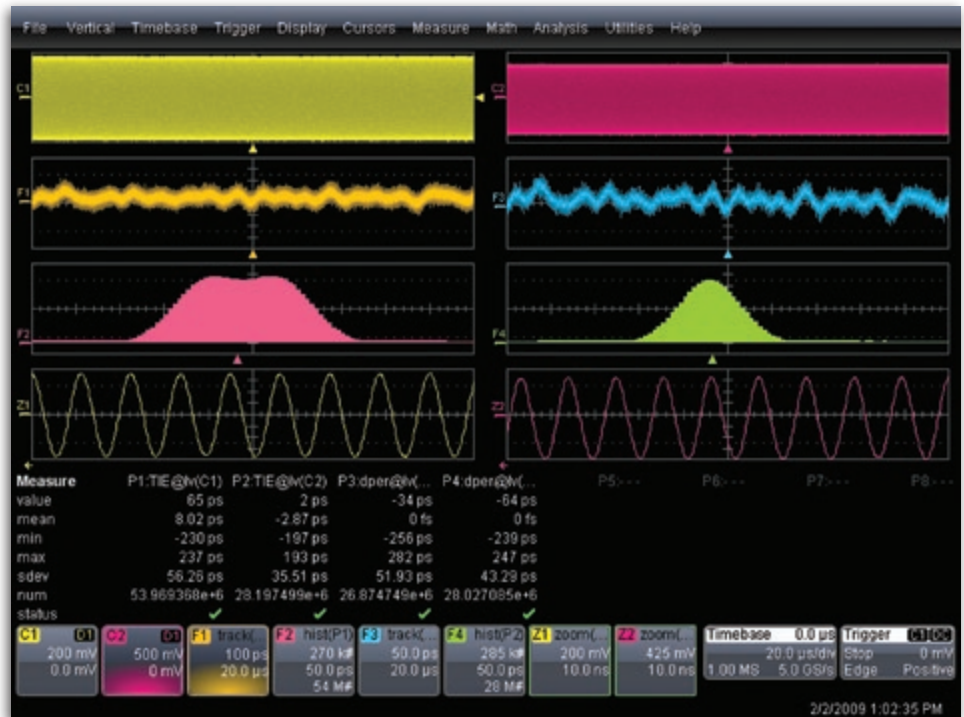 File Vertical Timebase Trigger Display Cursors Measure Math Analysis Utilities Help
C1 C2
F1 F3
F2 F4
Z1 Z2
Measure P1:TIE@lv(C1) P2:TIE@lv(C2) P3:dper@lv(... P4:dper@lv(... P5:- - - P6:- - - P7:- - - P8:- - -
value 65 ps 2 ps -34 ps -64 ps
mean 8.02 ps -2.87 ps 0 fs 0 fs
min -230 ps -197 ps -256 ps -239 ps
max 237 ps 193 ps 282 ps 247 ps
sdev 56.26 ps 35.51 ps 51.93 ps 43.29 ps
num 53.969368e+6 28.197499e+6 26.874749e+6 28.027085e+6
status
C1 D1 C2 D1 F1 track(... F2 hist(P1) F3 track(... F4 hist(P2) Z1 zoom(... Z2 zoom(... Timebase 0.0 µs Trigger C1 DC
200 mV 500 mV 100 ps 270 k# 50.0 ps 285 k# 200 mV 425 mV 20.0 µs/div Stop 0 mV
0.0 mV 0 mV 20.0 µs 50.0 ps 20.0 µs 50.0 ps 10.0 ns 10.0 ns 1.00 MS 5.0 GS/s Edge Positive
54 M# 28 M#
2/2/2009 1:02:35 PM